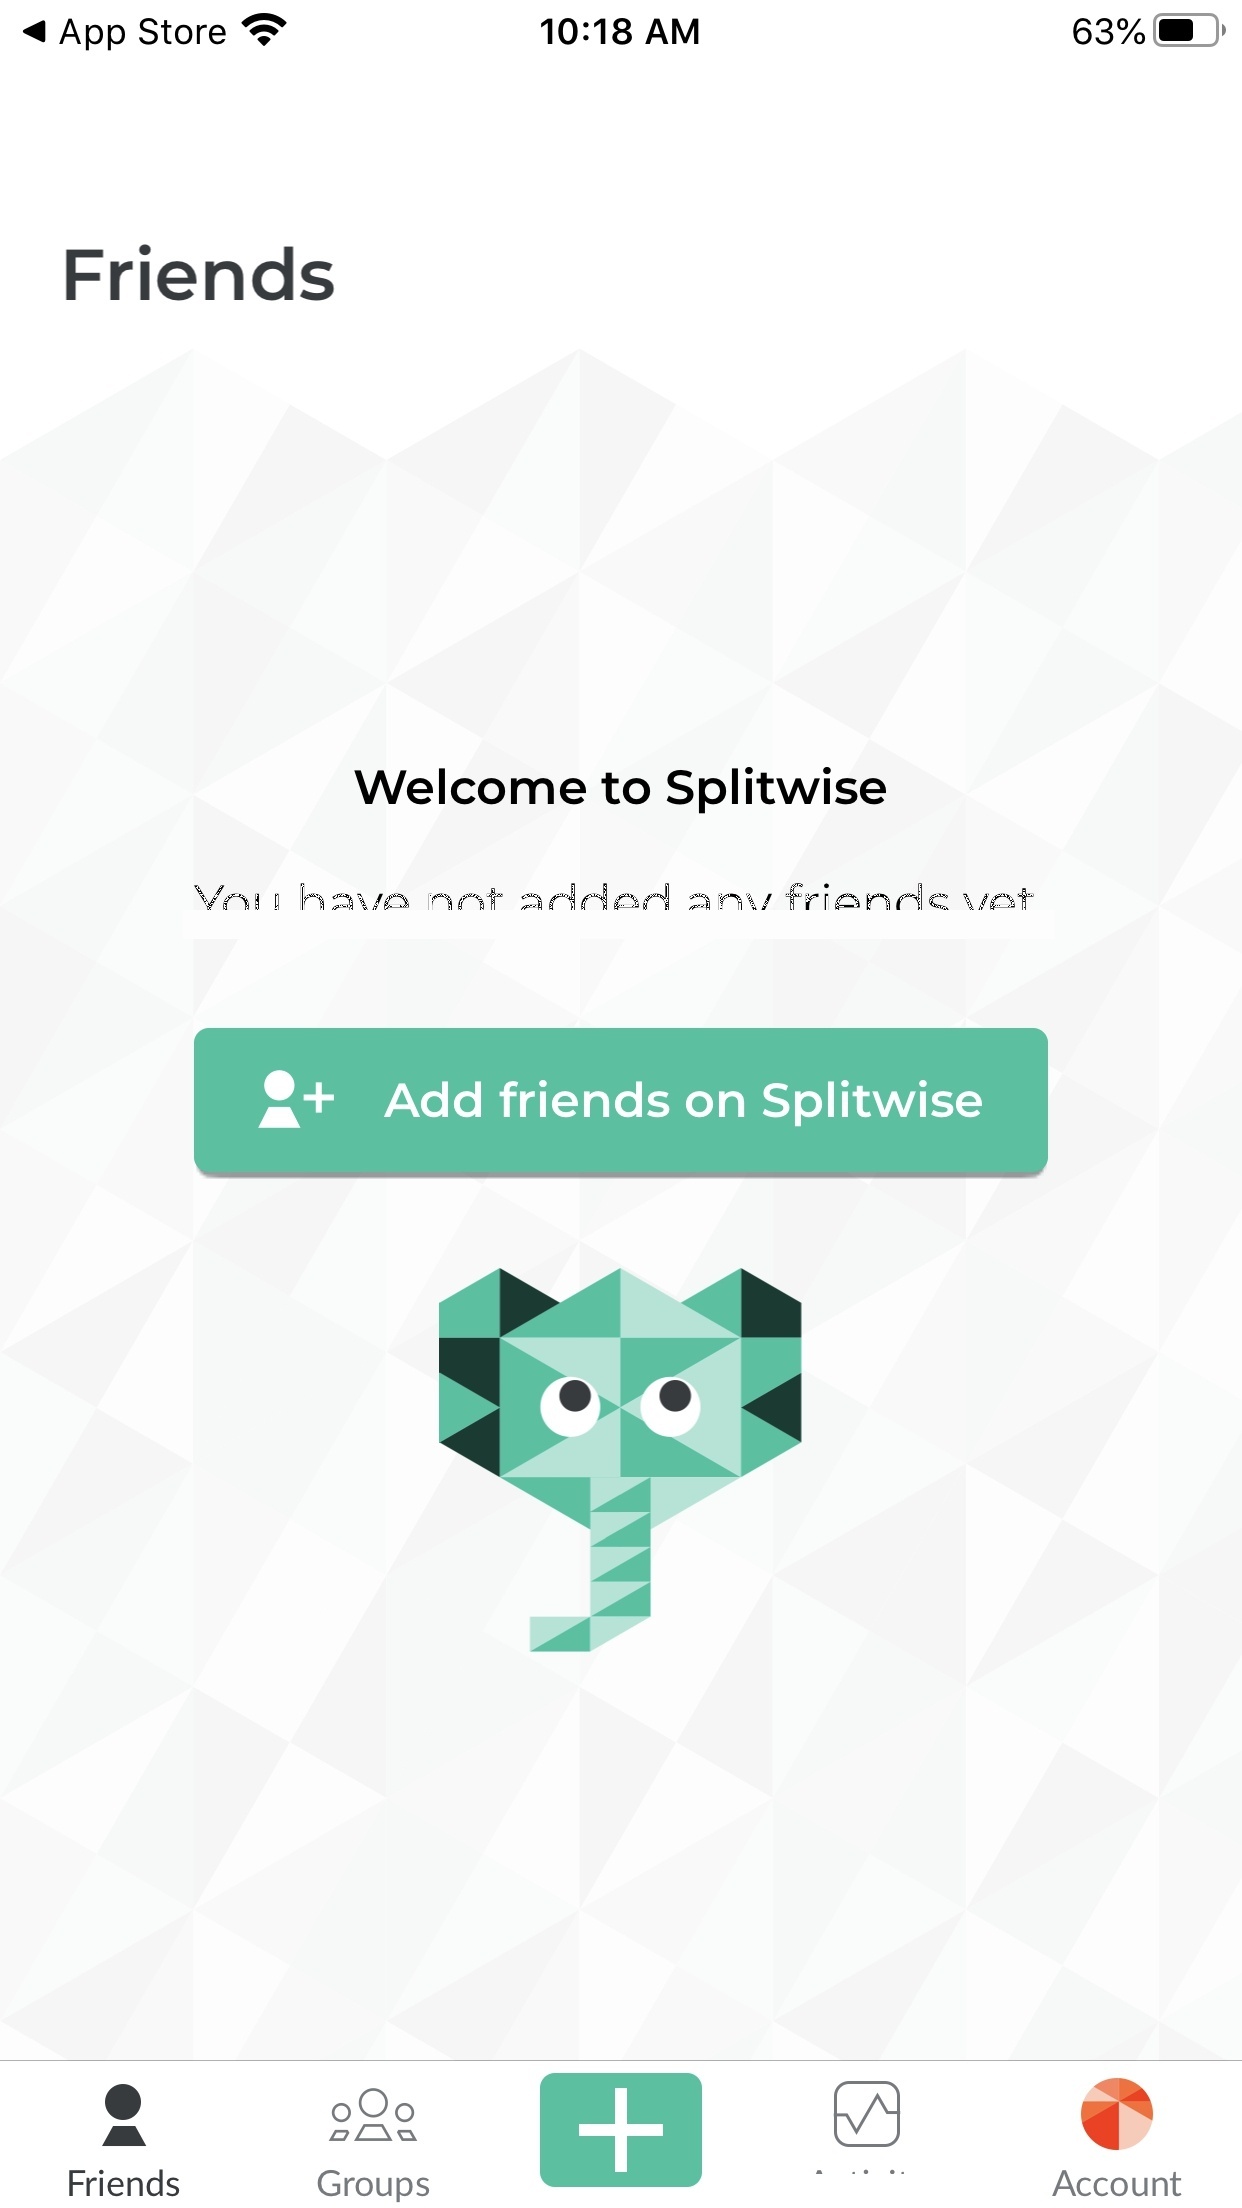 App Store
10:18 AM
63%
Friends
Welcome to Splitwise
You have not added any friends yet
Add friends on Splitwise
Friends
Groups
Account